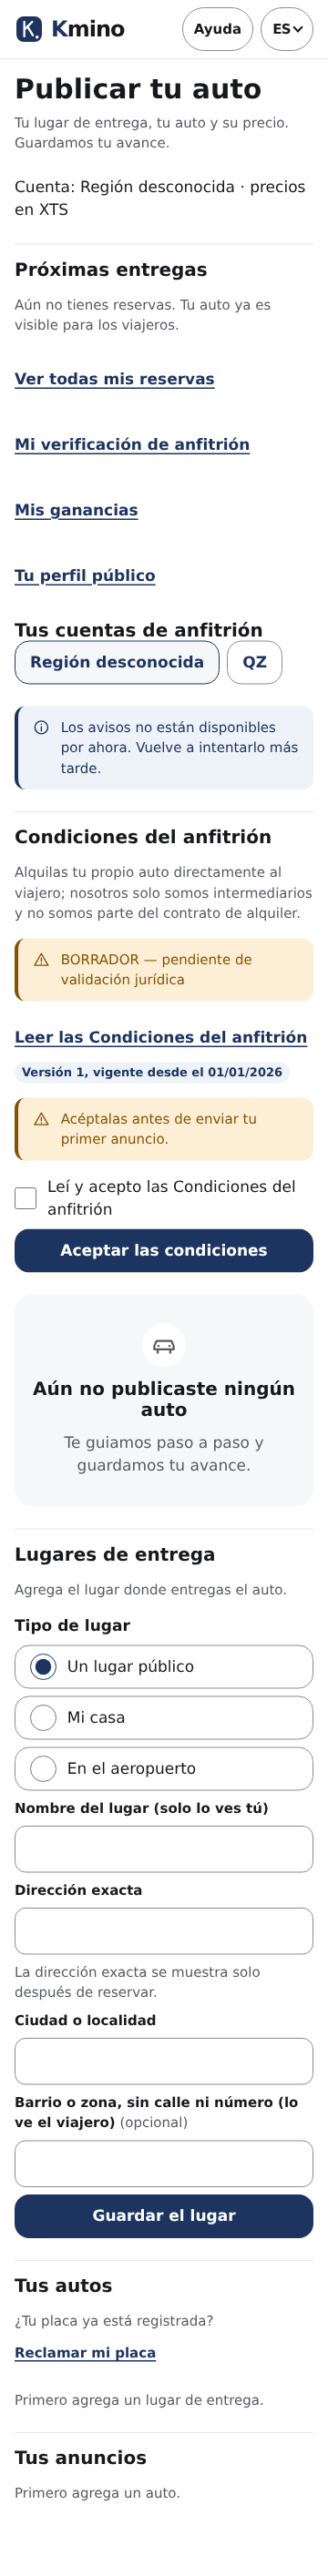 Kmino
Ayuda
ES
Publicar tu auto
Tu lugar de entrega, tu auto y su precio.
Guardamos tu avance.
Cuenta: Región desconocida · precios
en XTS
Próximas entregas
Aún no tienes reservas. Tu auto ya es
visible para los viajeros.
Ver todas mis reservas
Mi verificación de anfitrión
Mis ganancias
Tu perfil público
Tus cuentas de anfitrión
Región desconocida
QZ
Los avisos no están disponibles
por ahora. Vuelve a intentarlo más
tarde.
Condiciones del anfitrión
Alquilas tu propio auto directamente al
viajero; nosotros solo somos intermediarios
y no somos parte del contrato de alquiler.
BORRADOR — pendiente de
validación jurídica
Leer las Condiciones del anfitrión
Versión 1, vigente desde el 01/01/2026
Acéptalas antes de enviar tu
primer anuncio.
Leí y acepto las Condiciones del
anfitrión
Aceptar las condiciones
Aún no publicaste ningún
auto
Te guiamos paso a paso y
guardamos tu avance.
Lugares de entrega
Agrega el lugar donde entregas el auto.
Tipo de lugar
Un lugar público
Mi casa
En el aeropuerto
Nombre del lugar (solo lo ves tú)
Dirección exacta
La dirección exacta se muestra solo
después de reservar.
Ciudad o localidad
Barrio o zona, sin calle ni número (lo
ve el viajero) (opcional)
Guardar el lugar
Tus autos
¿Tu placa ya está registrada?
Reclamar mi placa
Primero agrega un lugar de entrega.
Tus anuncios
Primero agrega un auto.